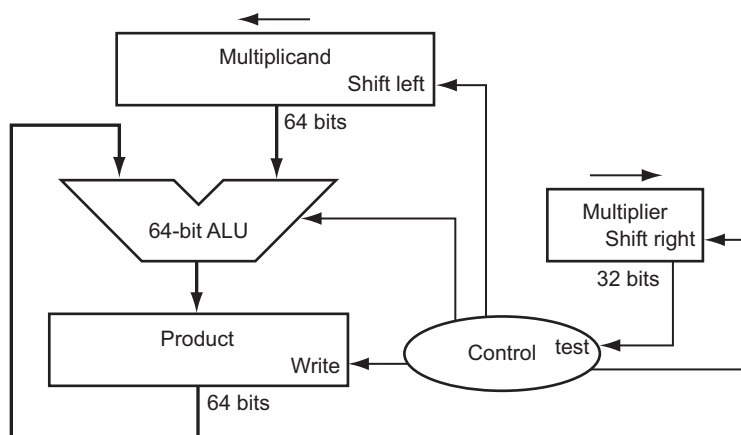 Multiplicand
Shift left
64 bits
64-bit ALU
Multiplier
Shift right
32 bits
Product
Write
Control
test
64 bits